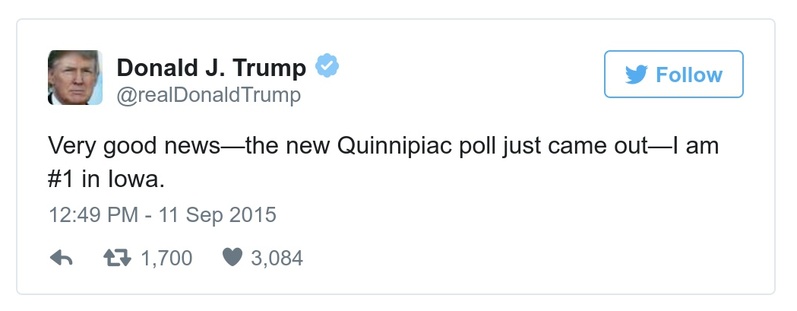 Donald J. Trump
@realDonaldTrump
Follow
Very good news—the new Quinnipiac poll just came out—I am
#1 in Iowa.
12:49 PM - 11 Sep 2015
1,700 3,084